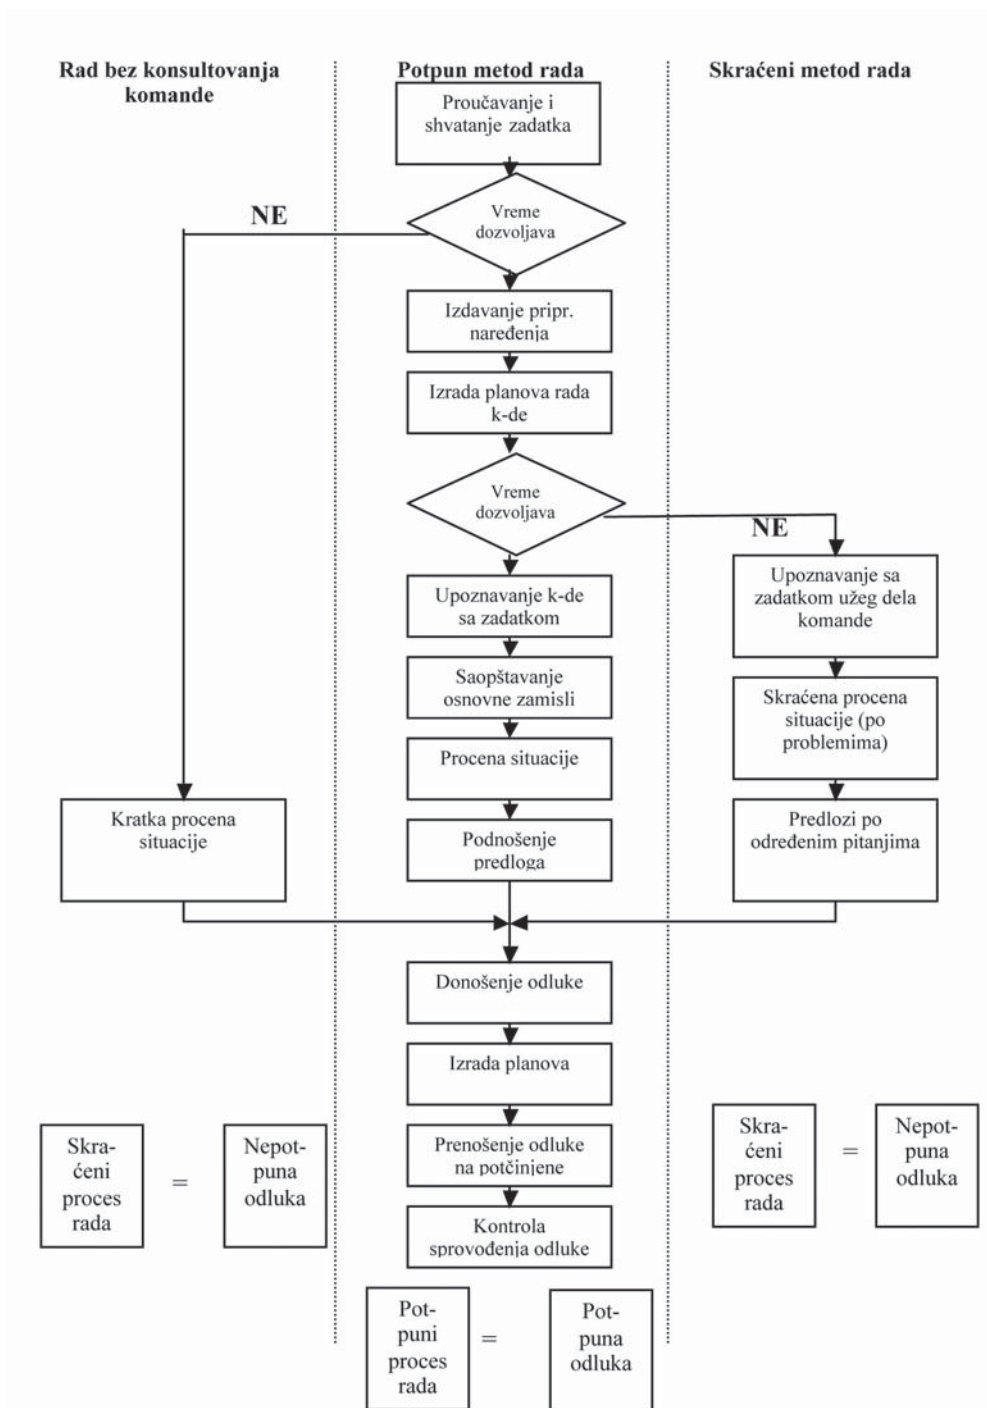 Rad bez konsultovanja
komande
Potpun metod rada
Skraćeni metod rada
Proučavanje i
shvatanje zadatka
NE
Vreme
dozvoljava
Izdavanje pripr.
naređenja
Izrada planova rada
k-de
Vreme
dozvoljava
NE
Upoznavanje k-de
sa zadatkom
Upoznavanje sa
zadatkom užeg dela
komande
Saopštavanje
osnovne zamisli
Skraćena procena
situacije (po
problemima)
Procena situacije
Kratka procena
situacije
Podnošenje
predloga
Predlozi po
određenim pitanjima
Donošenje odluke
Izrada planova
Prenošenje odluke
na potčinjene
Kontrola
sprovođenja odluke
Skra-
ćeni
proces
rada
=
Nepot-
puna
odluka
Skra-
ćeni
proces
rada
=
Nepot-
puna
odluka
Pot-
puni
proces
rada
=
Pot-
puna
odluka